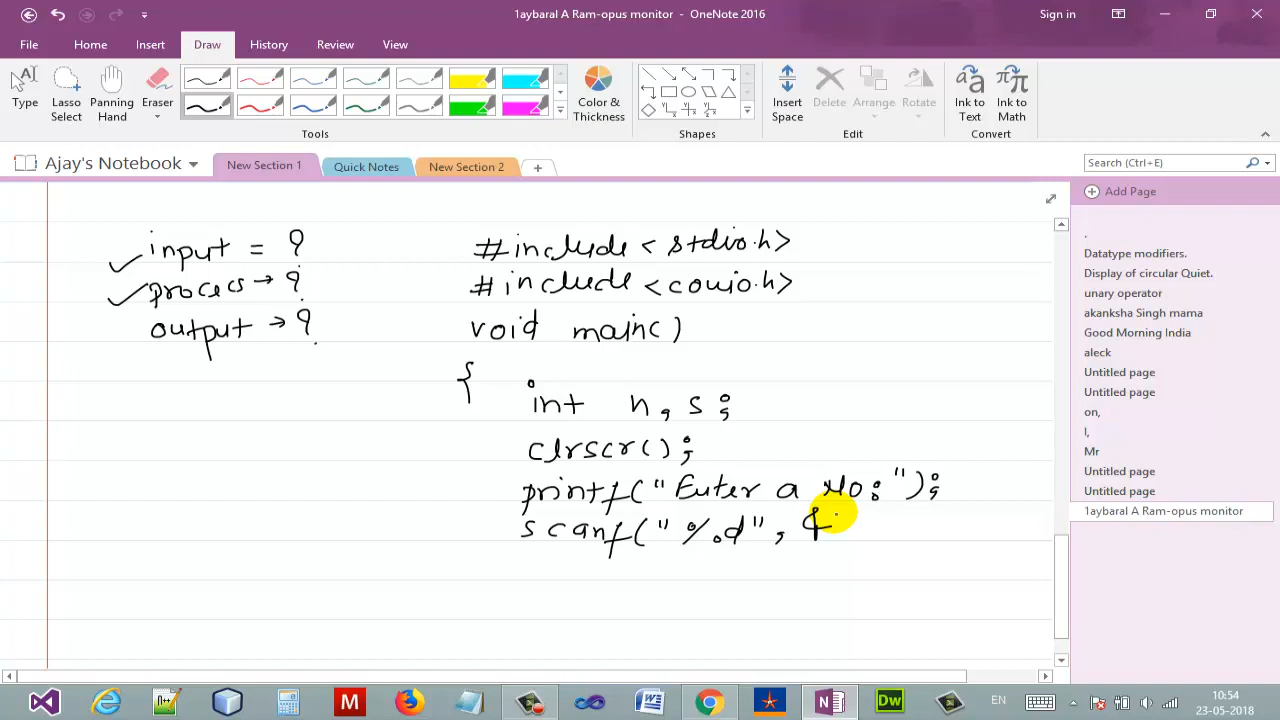 1aybaral A Ram-opus monitor - OneNote 2016
Sign in
File Home Insert Draw History Review View
Type
Lasso Select
Panning Hand
Eraser
Color & Thickness
Insert Space
Delete
Arrange
Rotate
Ink to Text
Ink to Math
Tools
Shapes
Edit
Convert
Ajay's Notebook
New Section 1
Quick Notes
New Section 2
Search (Ctrl+E)
Add Page
.
Datatype modifiers.
Display of circular Quiet.
unary operator
akanksha Singh mama
Good Morning India
aleck
Untitled page
Untitled page
on,
l,
Mr
Untitled page
Untitled page
1aybaral A Ram-opus monitor
input = ?
process → ?
output → ?
#include < stdio.h>
#include <conio.h>
void main()
{
int n, s;
clrscr();
printf("Enter a No:");
scanf("%d", &
M
Dw
EN
10:54
23-05-2018